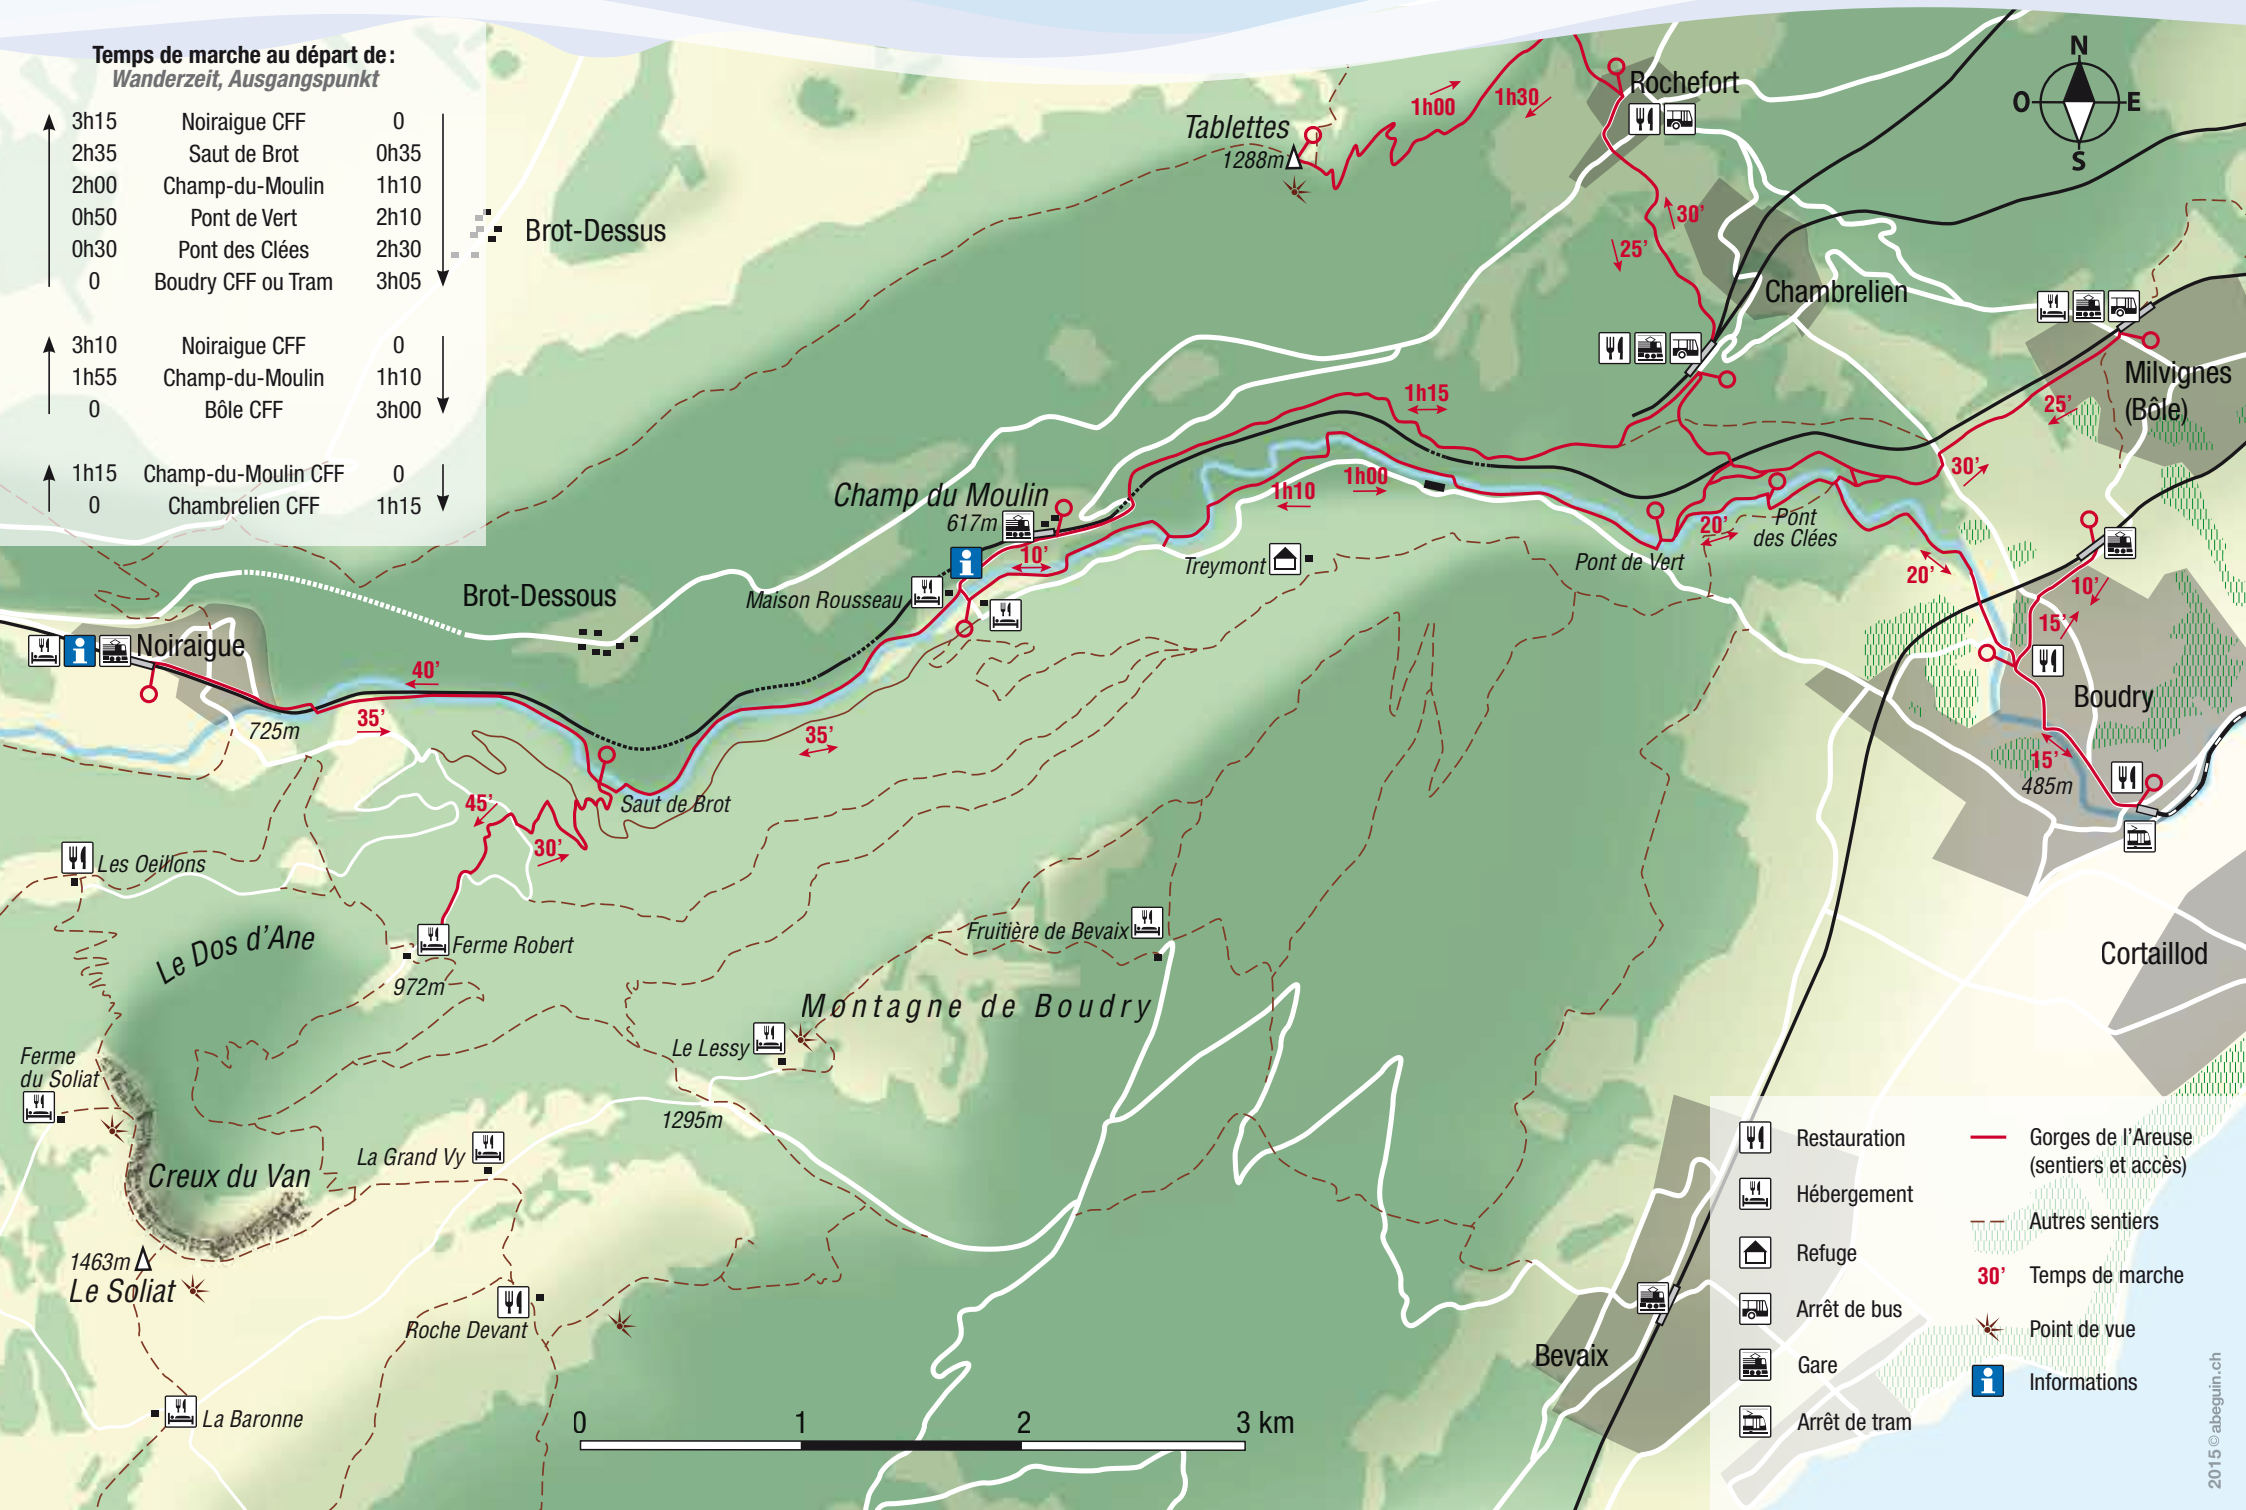 Temps de marche au départ de:
Wanderzeit, Ausgangspunkt
3h15 Noiraigue CFF 0
2h35 Saut de Brot 0h35
2h00 Champ-du-Moulin 1h10
0h50 Pont de Vert 2h10
0h30 Pont des Clées 2h30
0 Boudry CFF ou Tram 3h05
3h10 Noiraigue CFF 0
1h55 Champ-du-Moulin 1h10
0 Bôle CFF 3h00
1h15 Champ-du-Moulin CFF 0
0 Chambrelien CFF 1h15
N
O
E
S
Rochefort
1h00
1h30
Tablettes
1288m
Brot-Dessus
30'
25'
Chambrelien
Milvignes
(Bôle)
25'
1h15
30'
1h00
1h10
Champ du Moulin
617m
10'
Treymont
Pont de Vert
20'
Pont
des Clées
20'
10'
15'
Maison Rousseau
Brot-Dessous
Noiraigue
725m
40'
35'
35'
Boudry
15'
485m
Saut de Brot
45'
30'
Les Oeillons
Le Dos d'Ane
Ferme Robert
972m
Fruitière de Bevaix
Cortaillod
Montagne de Boudry
Le Lessy
1295m
Ferme
du Soliat
Creux du Van
La Grand Vy
1463m
Le Soliat
Roche Devant
La Baronne
Bevaix
0 1 2 3 km
Restauration
Hébergement
Refuge
Arrêt de bus
Gare
Arrêt de tram
Gorges de l'Areuse
(sentiers et accès)
Autres sentiers
30' Temps de marche
Point de vue
i Informations
2015 © abeguin.ch